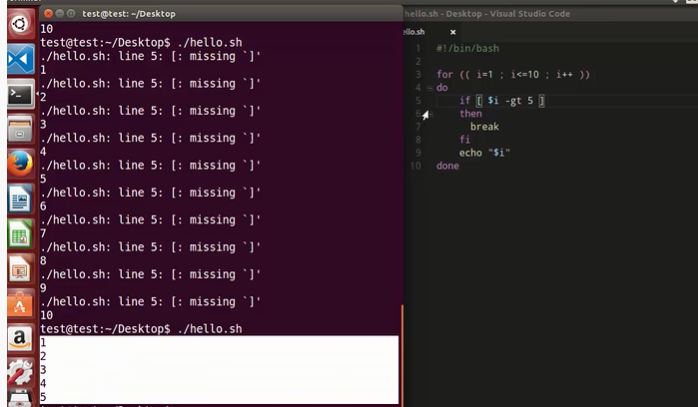 test@test: ~/Desktop
10
test@test:~/Desktop$ ./hello.sh
./hello.sh: line 5: [: missing `]'
1
./hello.sh: line 5: [: missing `]'
2
./hello.sh: line 5: [: missing `]'
3
./hello.sh: line 5: [: missing `]'
4
./hello.sh: line 5: [: missing `]'
5
./hello.sh: line 5: [: missing `]'
6
./hello.sh: line 5: [: missing `]'
7
./hello.sh: line 5: [: missing `]'
8
./hello.sh: line 5: [: missing `]'
9
./hello.sh: line 5: [: missing `]'
10
test@test:~/Desktop$ ./hello.sh
1
2
3
4
5
hello.sh - Desktop - Visual Studio Code
llo.sh
1 #!/bin/bash
2
3 for (( i=1 ; i<=10 ; i++ ))
4 do
5 if [ $i -gt 5 ]
6 then
7 break
8 fi
9 echo "$i"
10 done